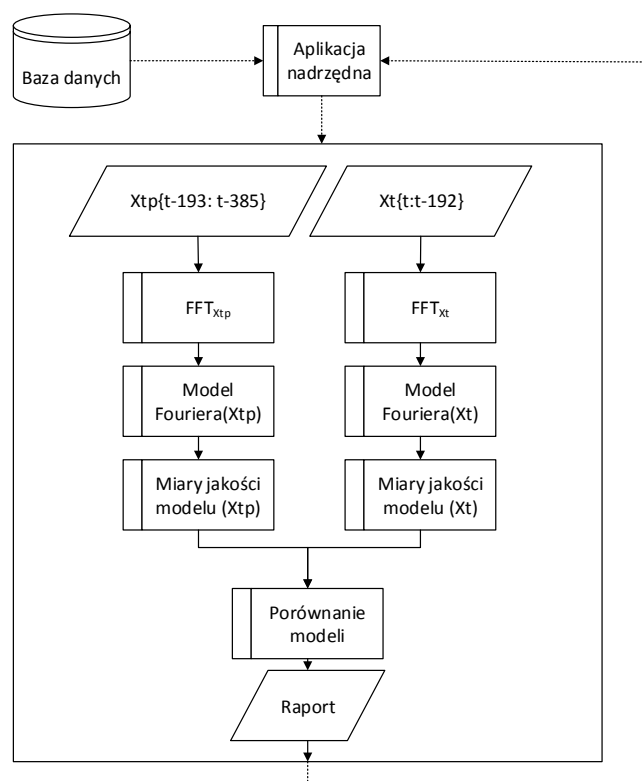 Baza danych
Aplikacja
nadrzędna
Xtp{t-193: t-385}
Xt{t:t-192}
FFTXtp
FFTXt
Model
Fouriera(Xtp)
Model
Fouriera(Xt)
Miary jakości
modelu (Xtp)
Miary jakości
modelu (Xt)
Porównanie
modeli
Raport